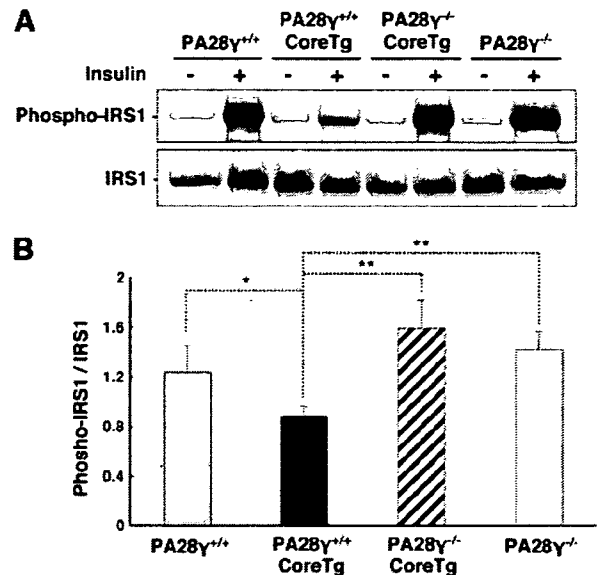 A
PA28γ+/+ PA28γ+/+ CoreTg PA28γ-/- CoreTg PA28γ-/-
Insulin - + - + - + - +
Phospho-IRS1
IRS1
B
** 
* **
2
1.6
1.2
0.8
0.4
0
Phosho-IRS1 / IRS1
PA28γ+/+ PA28γ+/+ CoreTg PA28γ-/- CoreTg PA28γ-/-